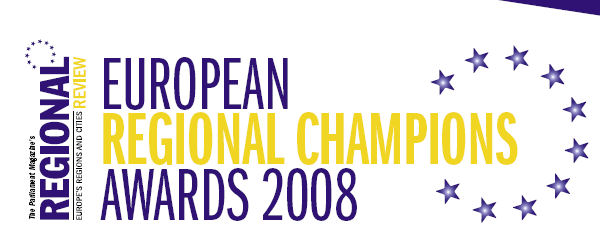 The Parliament Magazine's
REGIONAL
REVIEW
EUROPE'S REGIONS AND CITIES
EUROPEAN
REGIONAL CHAMPIONS
AWARDS 2008